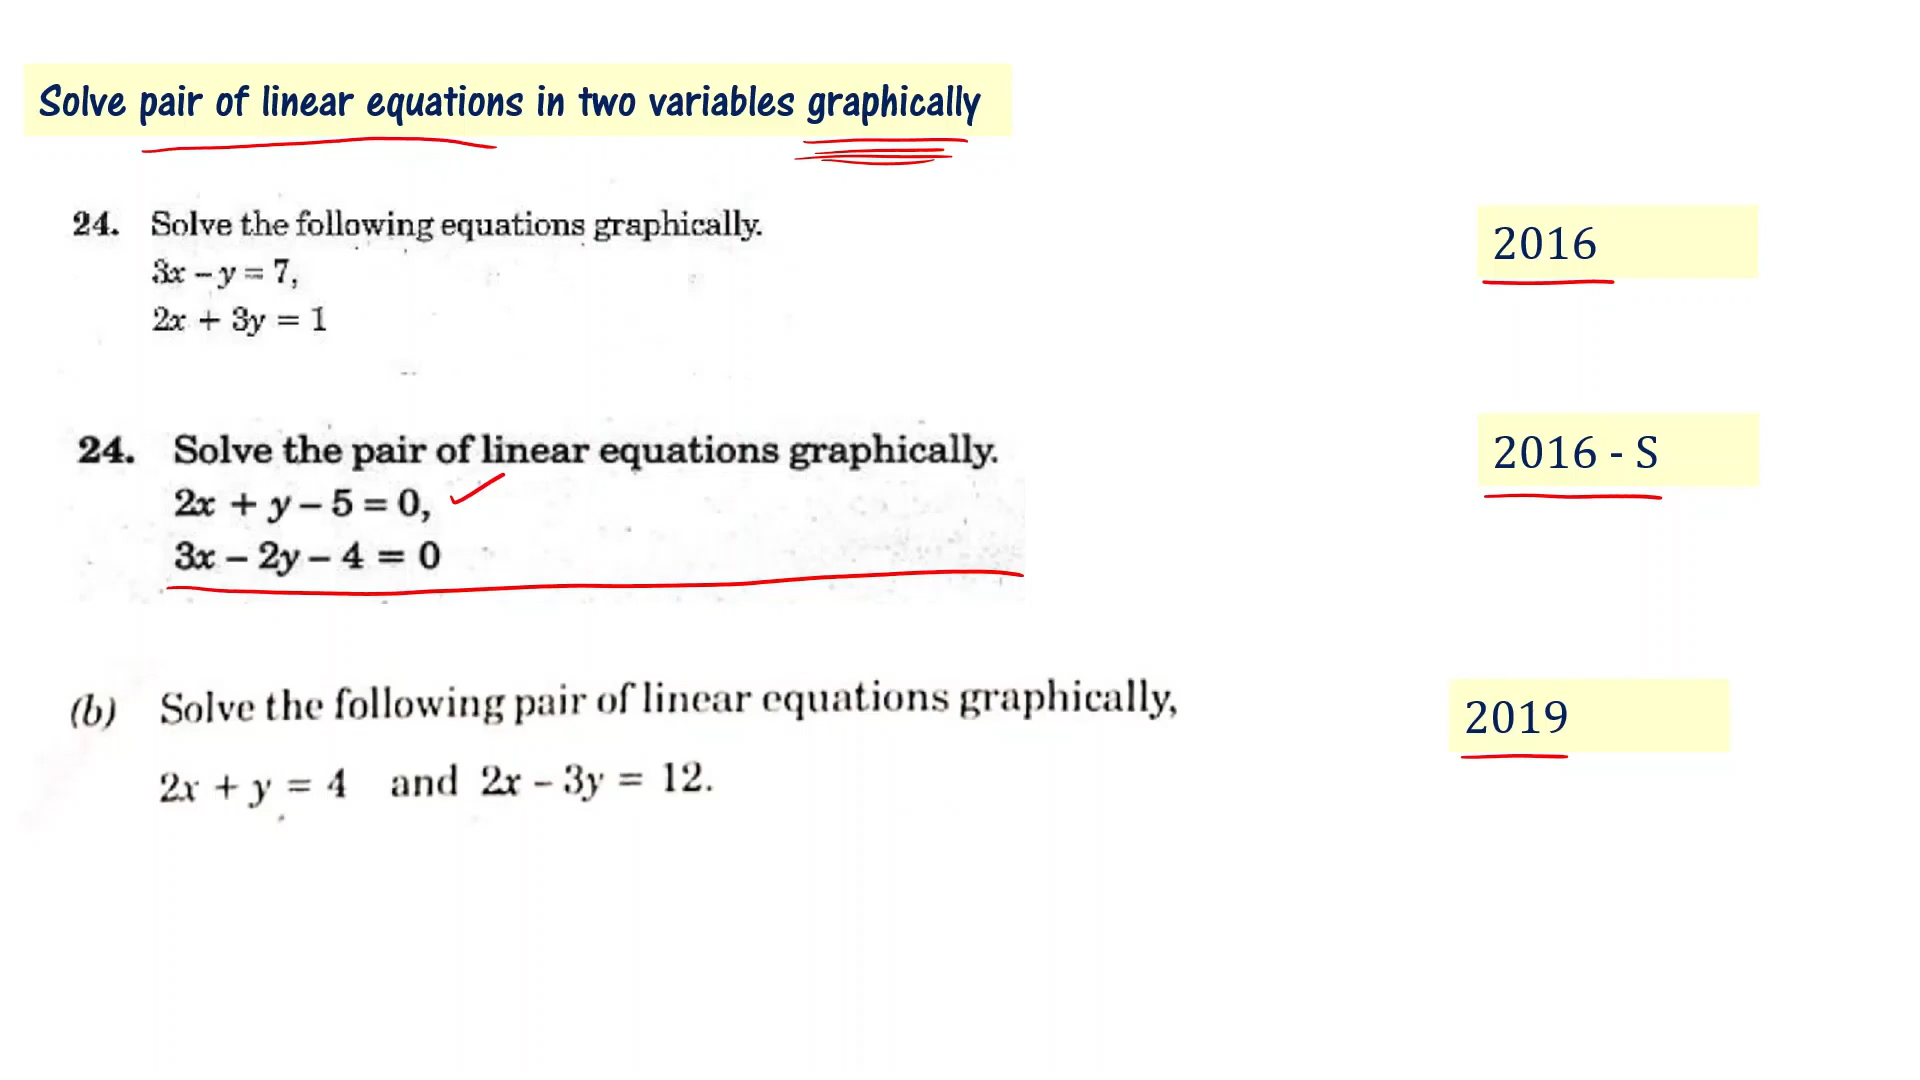 Solve pair of linear equations in two variables graphically
24. Solve the following equations graphically.
2016
3x – y = 7,
2x + 3y = 1
24. Solve the pair of linear equations graphically.
2016 - S
2x + y – 5 = 0,
3x – 2y – 4 = 0
(b) Solve the following pair of linear equations graphically,
2019
2x + y = 4 and 2x – 3y = 12.